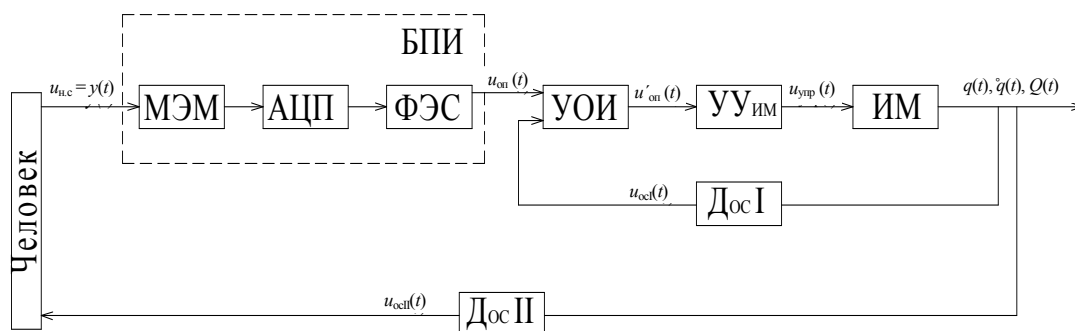 БПИ
uн.с = y(t)
МЭМ
АЦП
ФЭС
uоп (t)
УОИ
u′оп (t)
УУИМ
uупр (t)
ИМ
q(t), q̊(t), Q(t)
uосI(t)
Дос I
Человек
uосII(t)
Дос II